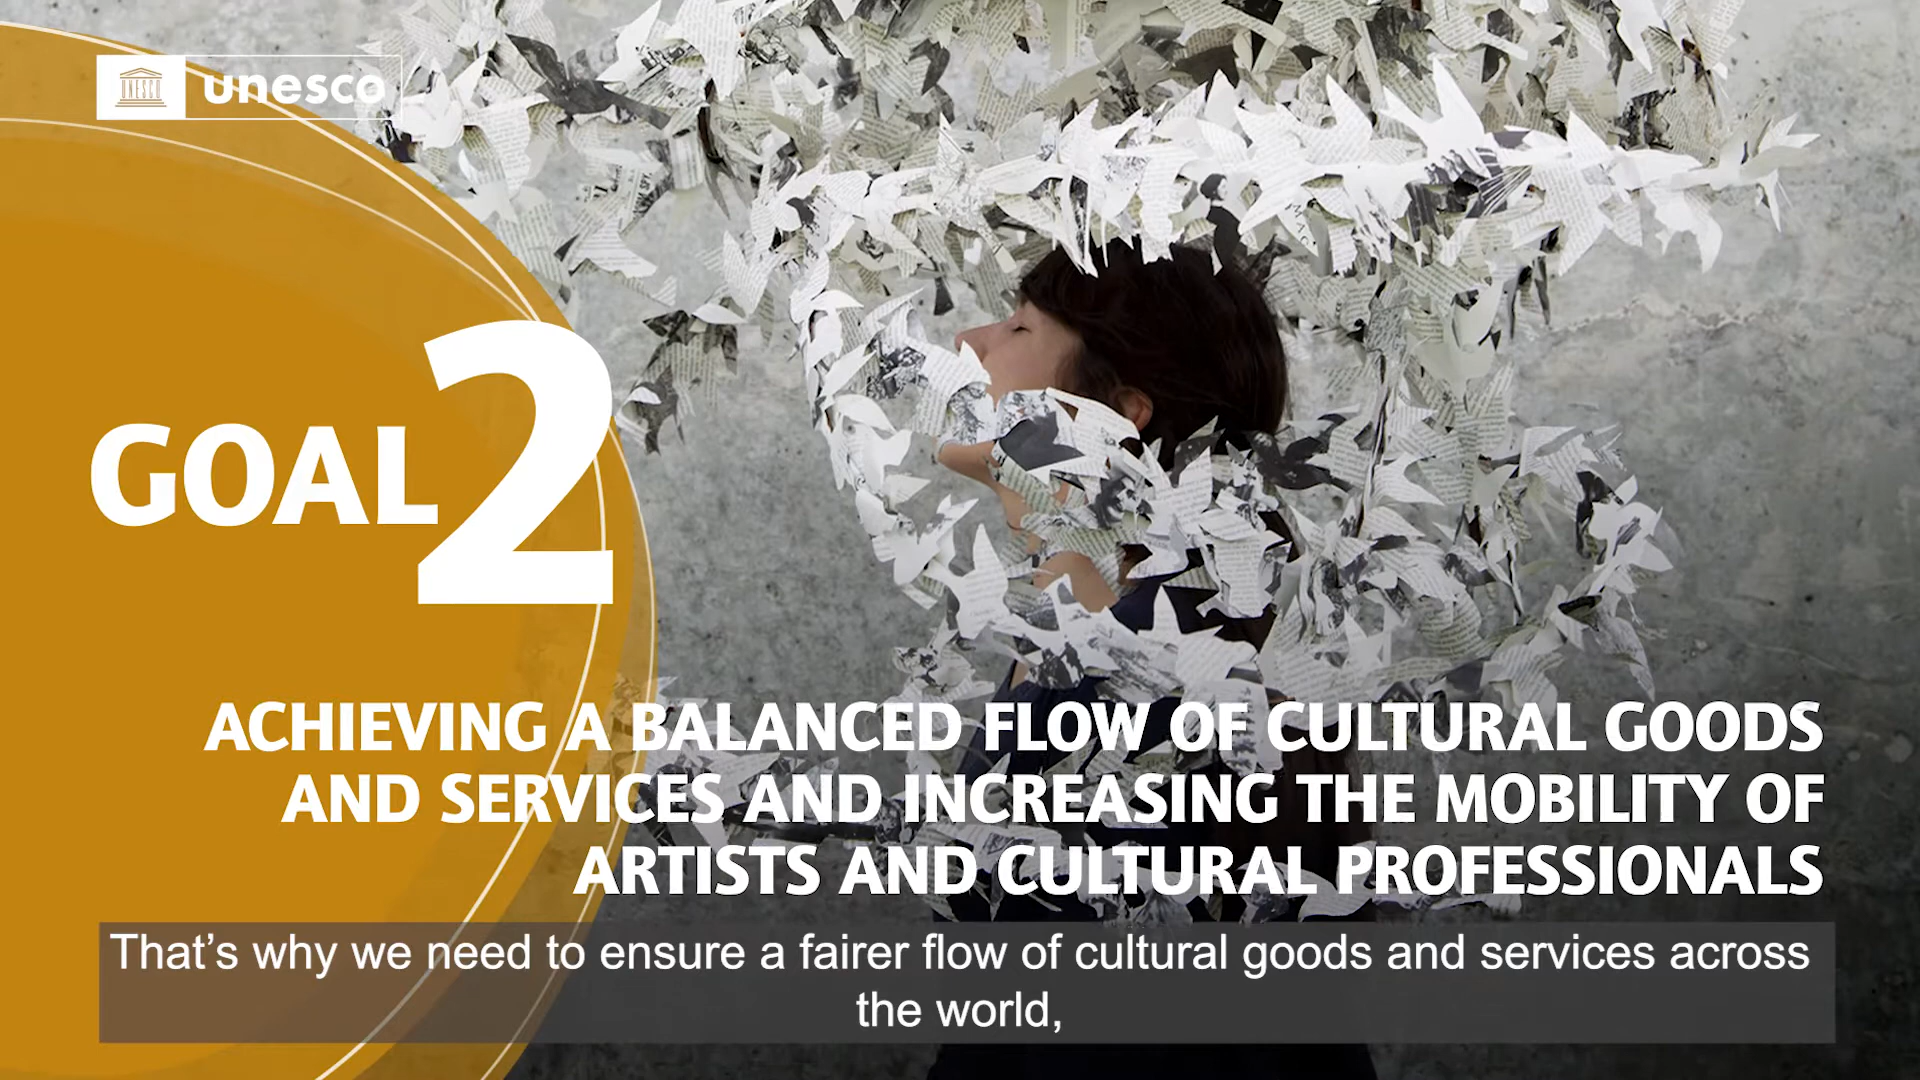 UNESCO
unesco
GOAL 2
ACHIEVING A BALANCED FLOW OF CULTURAL GOODS
AND SERVICES AND INCREASING THE MOBILITY OF
ARTISTS AND CULTURAL PROFESSIONALS
That’s why we need to ensure a fairer flow of cultural goods and services across
the world,